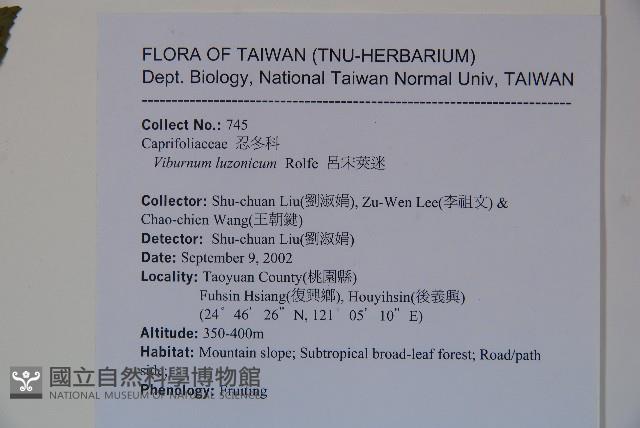 FLORA OF TAIWAN (TNU-HERBARIUM)
Dept. Biology, National Taiwan Normal Univ, TAIWAN
----------------------------------------------------------------------
Collect No.: 745
Caprifoliaceae 忍冬科
Viburnum luzonicum Rolfe 呂宋莢迷
Collector: Shu-chuan Liu(劉淑娟), Zu-Wen Lee(李祖文) &
Chao-chien Wang(王朝鍵)
Detector: Shu-chuan Liu(劉淑娟)
Date: September 9, 2002
Locality: Taoyuan County(桃園縣)
Fuhsin Hsiang(復興鄉), Houyihsin(後義興)
(24° 46' 26" N, 121° 05' 10" E)
Altitude: 350-400m
Habitat: Mountain slope; Subtropical broad-leaf forest; Road/path
side;
Phenology: Fruiting
國立自然科學博物館
NATIONAL MUSEUM OF NATURAL SCIENCE